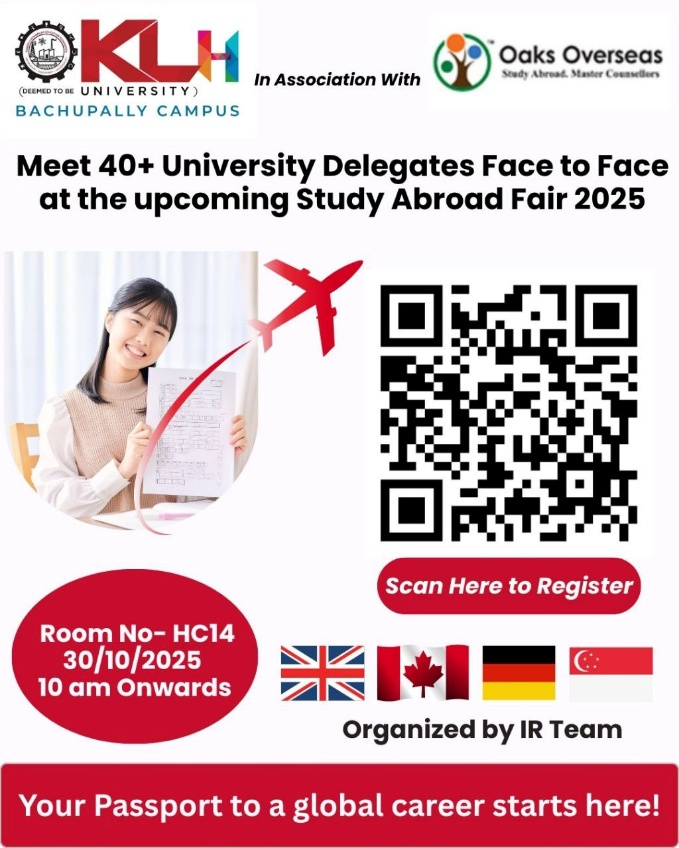 KLH
(DEEMED TO BE UNIVERSITY)
BACHUPALLY CAMPUS
In Association With
Oaks Overseas
Study Abroad. Master Counsellors
Meet 40+ University Delegates Face to Face
at the upcoming Study Abroad Fair 2025
Scan Here to Register
Room No- HC14
30/10/2025
10 am Onwards
Organized by IR Team
Your Passport to a global career starts here!